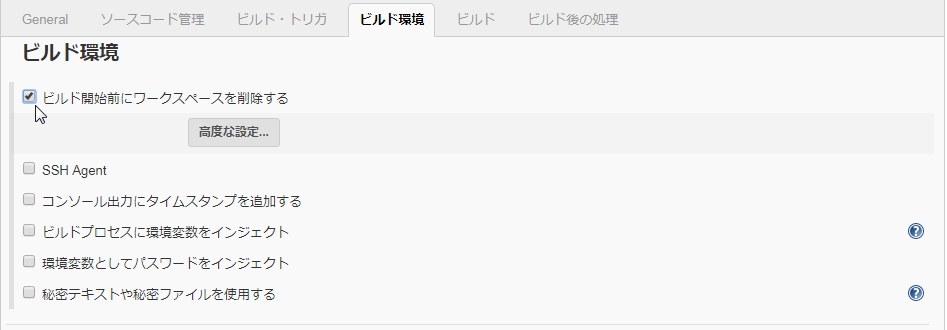 General ソースコード管理 ビルド・トリガ ビルド環境 ビルド ビルド後の処理
ビルド環境
ビルド開始前にワークスペースを削除する
高度な設定...
SSH Agent
コンソール出力にタイムスタンプを追加する
ビルドプロセスに環境変数をインジェクト
環境変数としてパスワードをインジェクト
秘密テキストや秘密ファイルを使用する